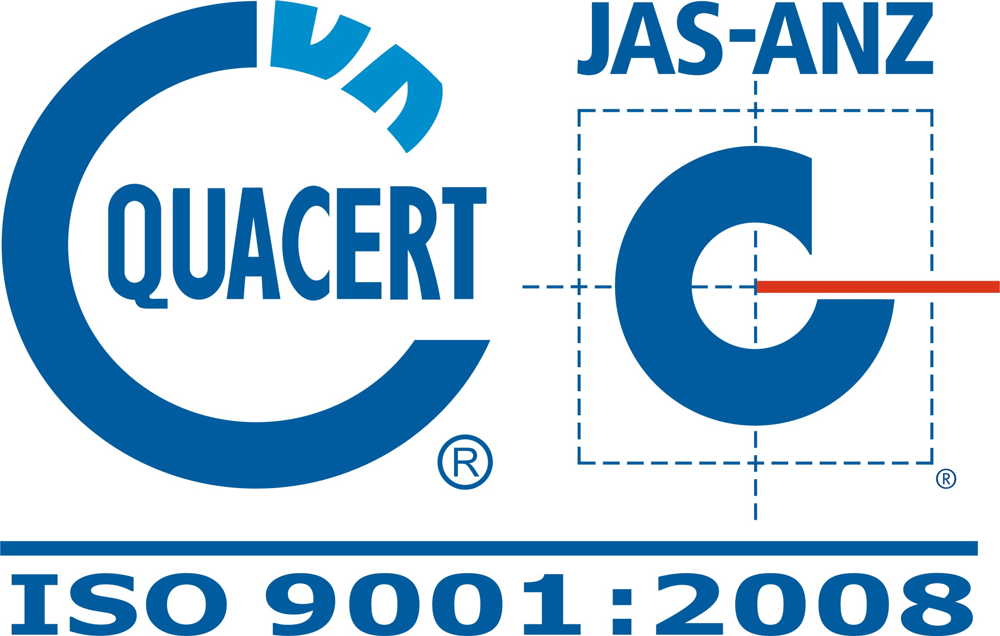 vn
JAS-ANZ
QUACERT
®
®
ISO 9001:2008